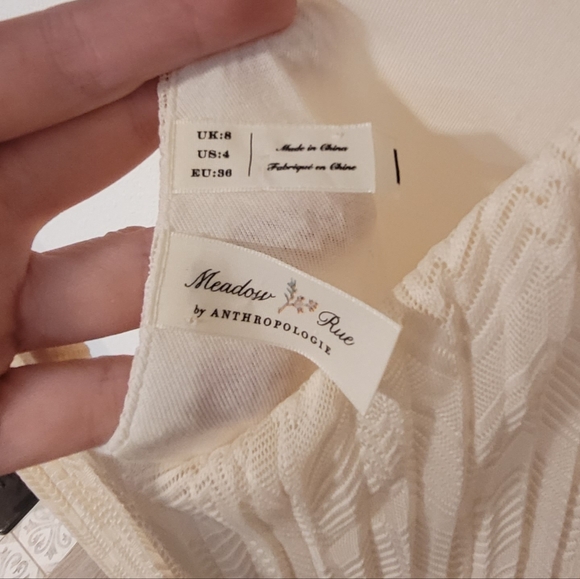 UK:8
US:4
EU:36
Made in China
Fabriqué en Chine
Meadow Rue
by ANTHROPOLOGIE